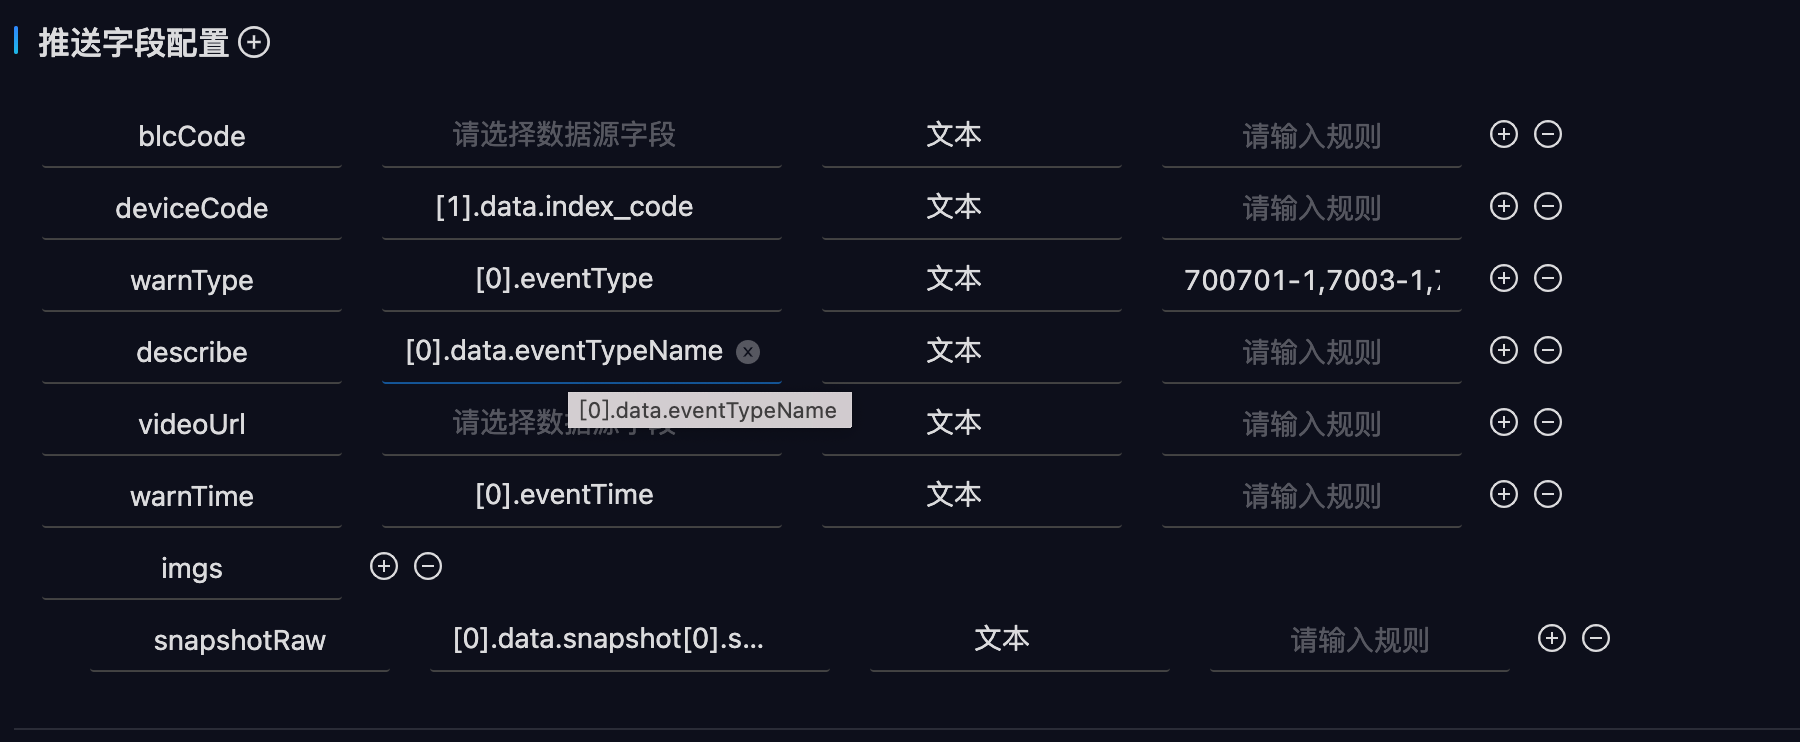 推送字段配置
blcCode 请选择数据源字段 文本 请输入规则
deviceCode [1].data.index_code 文本 请输入规则
warnType [0].eventType 文本 700701-1,7003-1,
describe [0].data.eventTypeName 文本 请输入规则
[0].data.eventTypeName
videoUrl 请选择数据源字段 文本 请输入规则
warnTime [0].eventTime 文本 请输入规则
imgs
snapshotRaw [0].data.snapshot[0].s... 文本 请输入规则